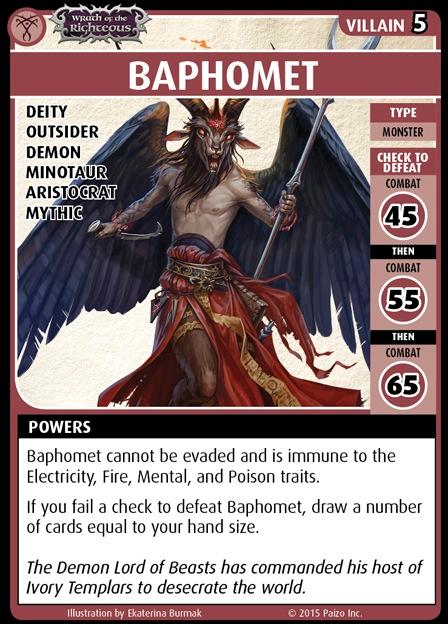 Wrath of the
Righteous
VILLAIN 5
BAPHOMET
DEITY
OUTSIDER
DEMON
MINOTAUR
ARISTOCRAT
MYTHIC
TYPE
MONSTER
CHECK TO
DEFEAT
COMBAT
45
THEN
COMBAT
55
THEN
COMBAT
65
POWERS
Baphomet cannot be evaded and is immune to the
Electricity, Fire, Mental, and Poison traits.
If you fail a check to defeat Baphomet, draw a number
of cards equal to your hand size.
The Demon Lord of Beasts has commanded his host of
Ivory Templars to desecrate the world.
Illustration by Ekaterina Burmak © 2015 Paizo Inc.